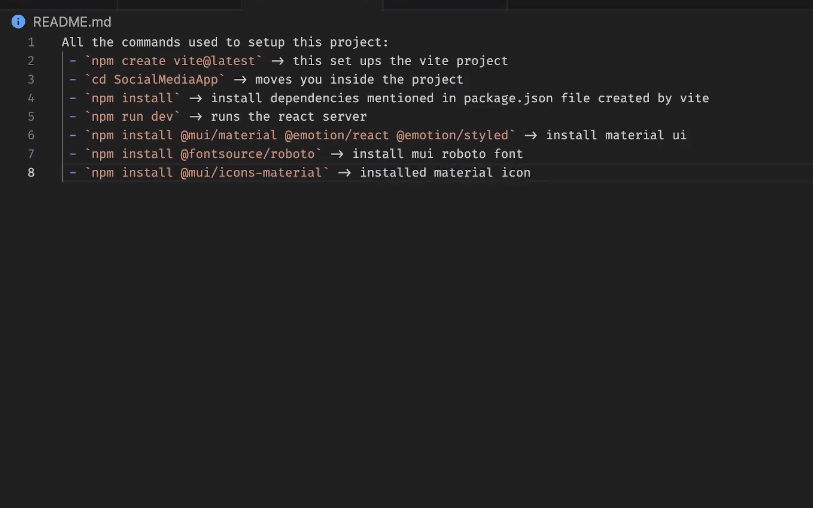 README.md
1 All the commands used to setup this project:
2 - `npm create vite@latest` -> this set ups the vite project
3 - `cd SocialMediaApp` -> moves you inside the project
4 - `npm install` -> install dependencies mentioned in package.json file created by vite
5 - `npm run dev` -> runs the react server
6 - `npm install @mui/material @emotion/react @emotion/styled` -> install material ui
7 - `npm install @fontsource/roboto` -> install mui roboto font
8 - `npm install @mui/icons-material` -> installed material icon